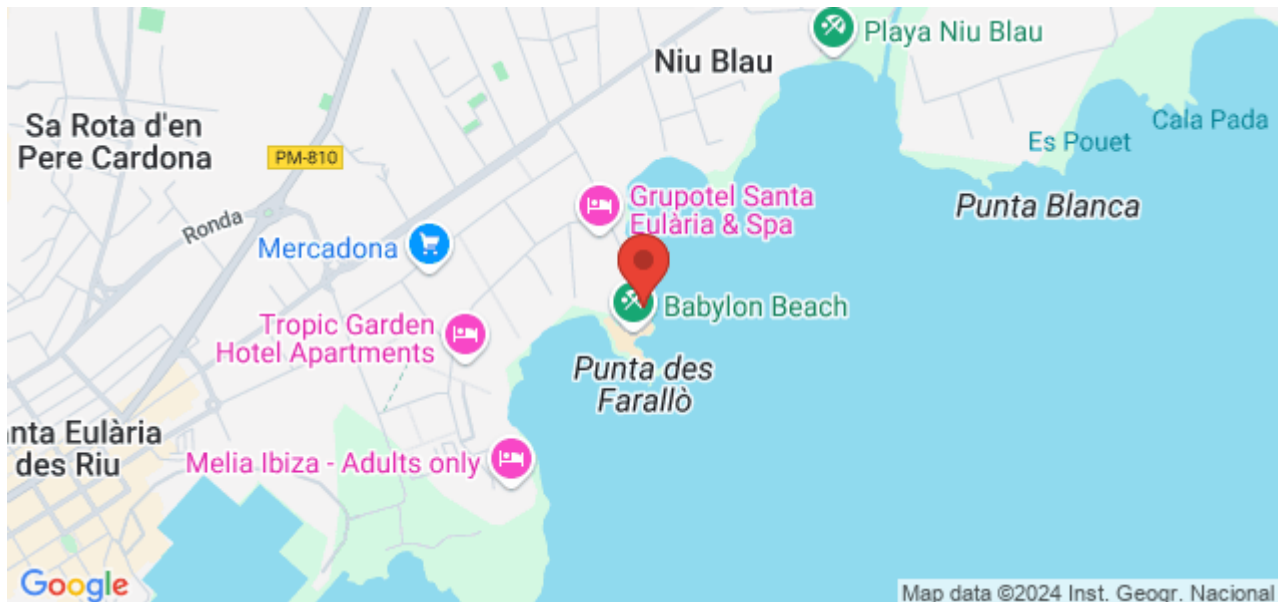 Playa Niu Blau
Niu Blau
Sa Rota d'en
Pere Cardona
Cala Pada
Es Pouet
PM-810
Punta Blanca
Grupotel Santa
Eulària & Spa
Ronda
Mercadona
Babylon Beach
Tropic Garden
Hotel Apartments
Punta des
Farallò
nta Eulària
des Riu
Melia Ibiza - Adults only
Google
Map data ©2024 Inst. Geogr. Nacional